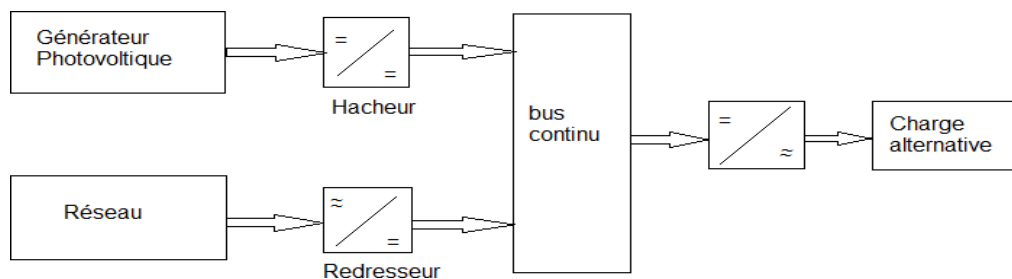 Générateur
Photovoltique
=
=
Hacheur
bus
continu
=
≈
Charge
alternative
Réseau
≈
=
Redresseur